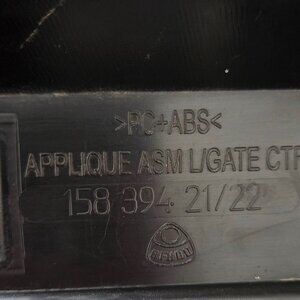 >PC+ABS<
APPLIQUE ASM L/GATE CTR
158 394 21/22